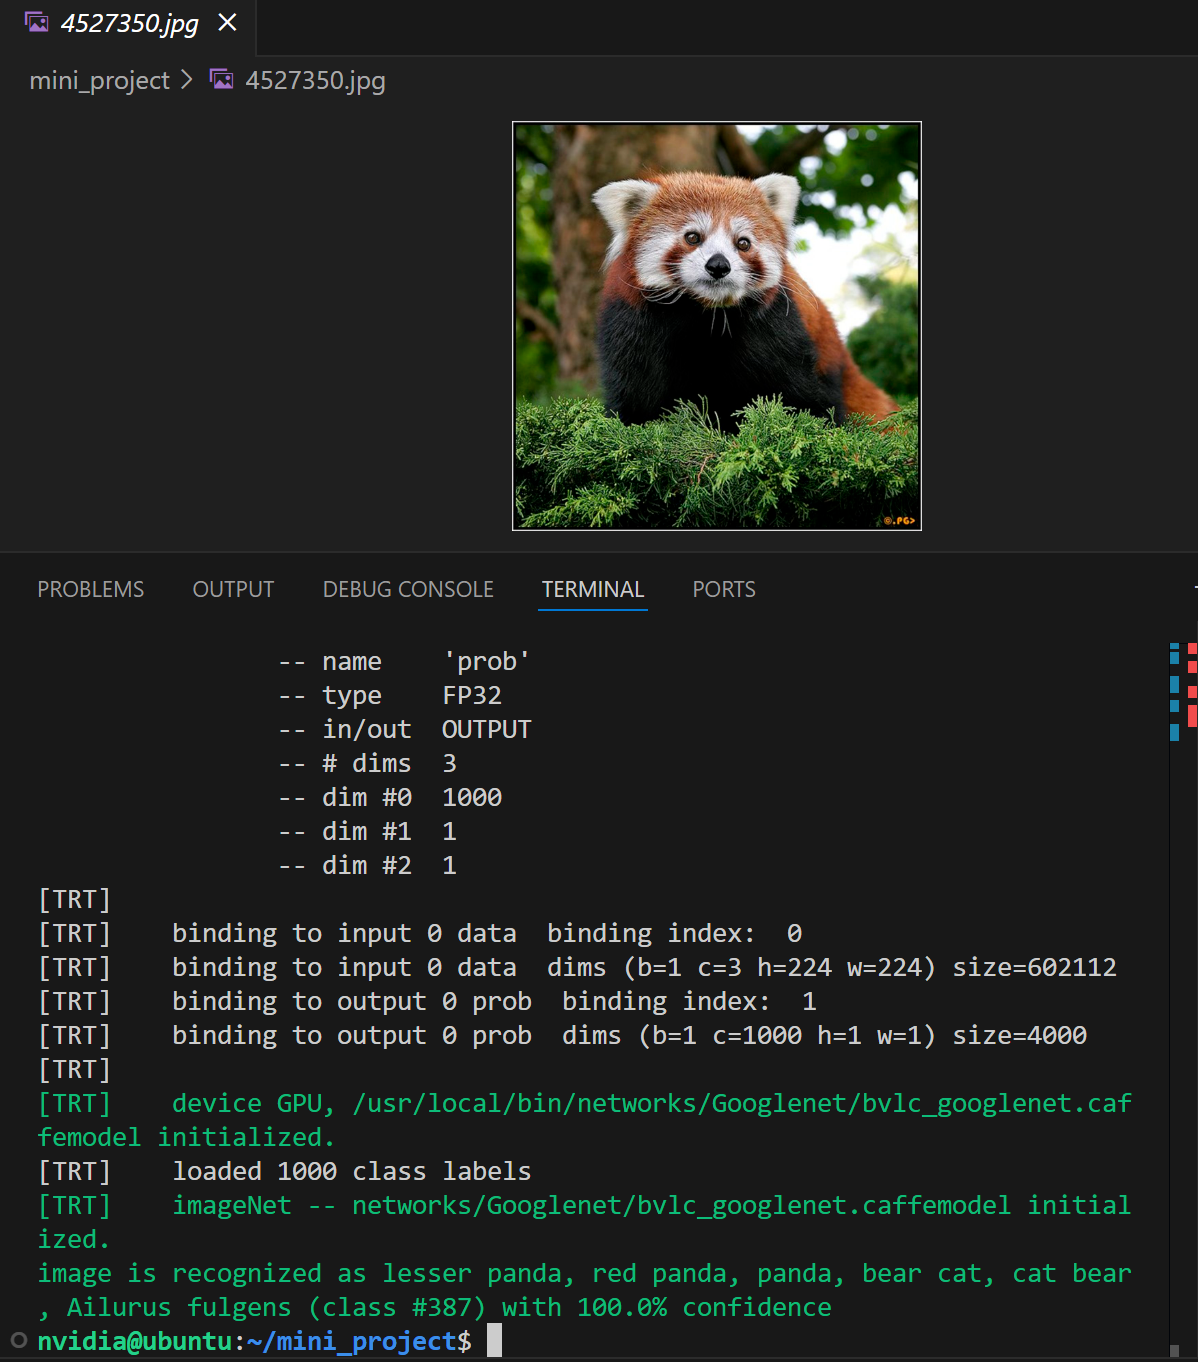 4527350.jpg
mini_project > 4527350.jpg
©.PG>
PROBLEMS OUTPUT DEBUG CONSOLE TERMINAL PORTS
-- name 'prob'
-- type FP32
-- in/out OUTPUT
-- # dims 3
-- dim #0 1000
-- dim #1 1
-- dim #2 1
[TRT]
[TRT] binding to input 0 data binding index: 0
[TRT] binding to input 0 data dims (b=1 c=3 h=224 w=224) size=602112
[TRT] binding to output 0 prob binding index: 1
[TRT] binding to output 0 prob dims (b=1 c=1000 h=1 w=1) size=4000
[TRT]
[TRT] device GPU, /usr/local/bin/networks/Googlenet/bvlc_googlenet.caf
femodel initialized.
[TRT] loaded 1000 class labels
[TRT] imageNet -- networks/Googlenet/bvlc_googlenet.caffemodel initial
ized.
image is recognized as lesser panda, red panda, panda, bear cat, cat bear
, Ailurus fulgens (class #387) with 100.0% confidence
nvidia@ubuntu:~/mini_project$